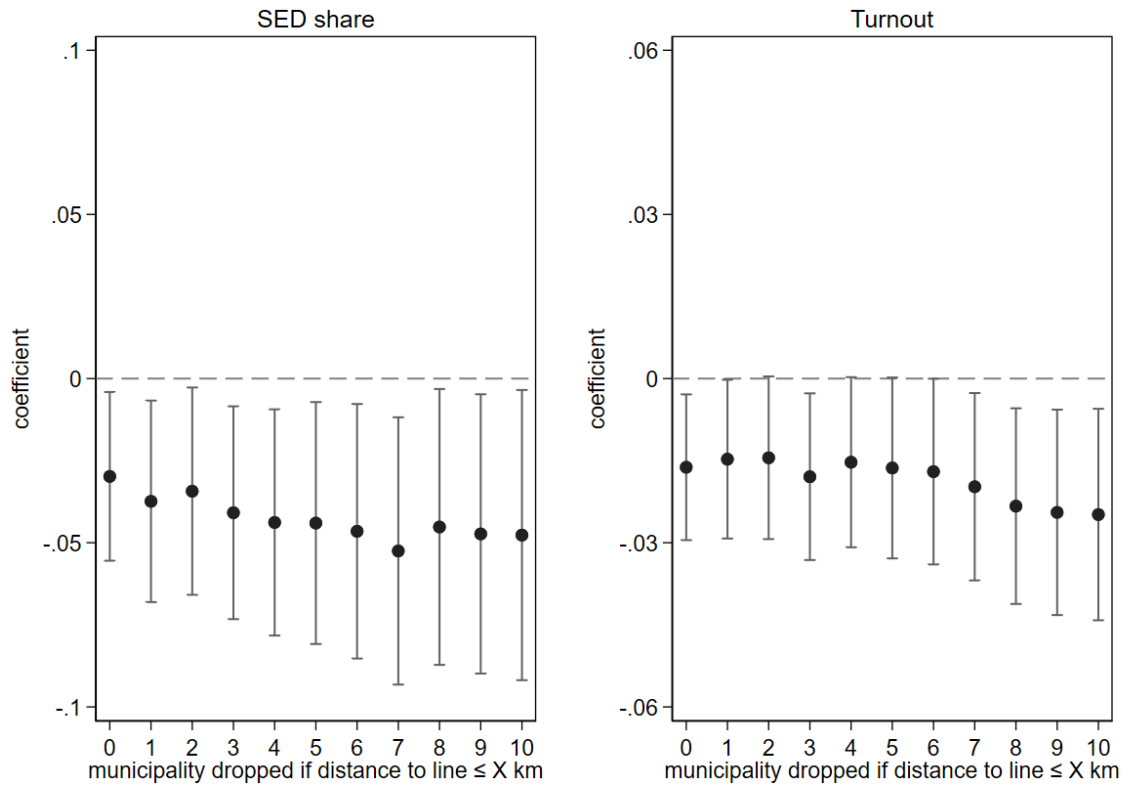 SED share
.1
.05
0
-.05
-.1
coefficient
0 1 2 3 4 5 6 7 8 9 10
municipality dropped if distance to line ≤ X km
Turnout
.06
.03
0
-.03
-.06
coefficient
0 1 2 3 4 5 6 7 8 9 10
municipality dropped if distance to line ≤ X km